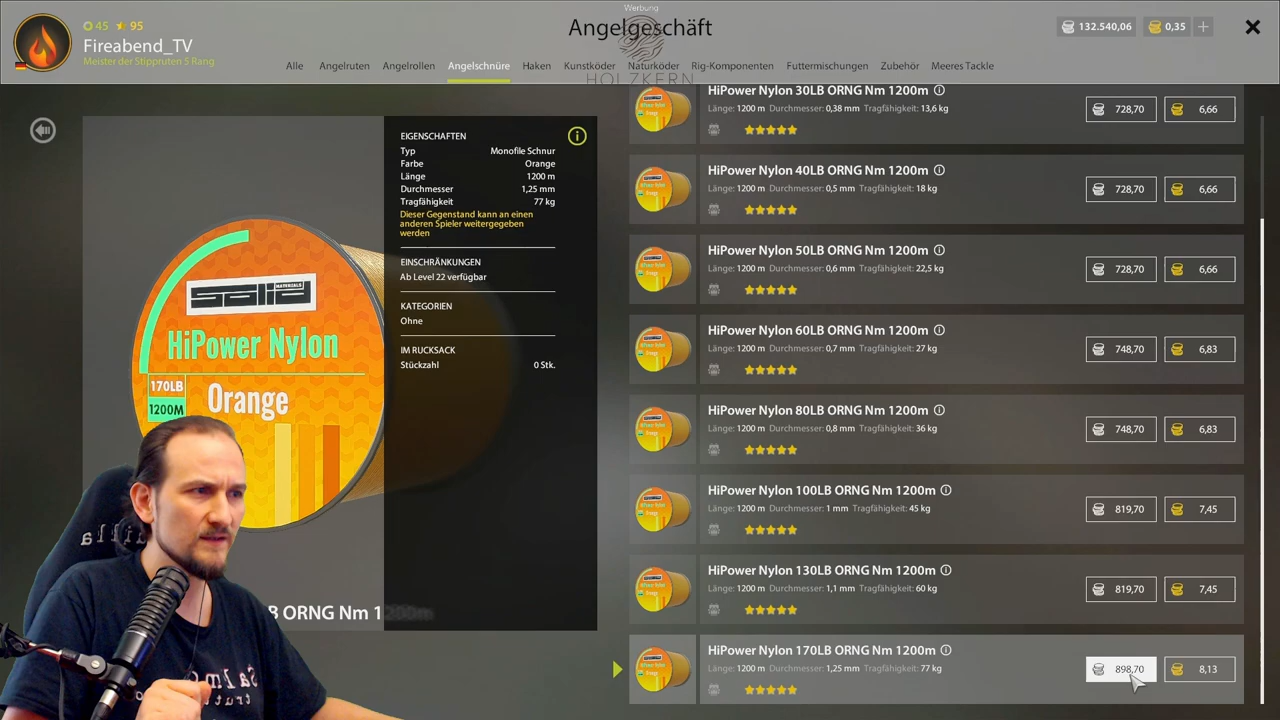 Werbung
Angelgeschäft
HOLZKERN
45 95
Fireabend_TV
Meister der Stippruten 5 Rang
132.540,06 0,35 +
Alle Angelruten Angelrollen Angelschnüre Haken Kunstköder Naturköder Rig-Komponenten Futtermischungen Zubehör Meeres Tackle
EIGENSCHAFTEN
Typ Monofile Schnur
Farbe Orange
Länge 1200 m
Durchmesser 1,25 mm
Tragfähigkeit 77 kg
Dieser Gegenstand kann an einen
anderen Spieler weitergegeben
werden
EINSCHRÄNKUNGEN
Ab Level 22 verfügbar
KATEGORIEN
Ohne
IM RUCKSACK
Stückzahl 0 Stk.
Solid
MATERIALS
HiPower Nylon
170LB
1200M
Orange
B ORNG Nm 1200m
HiPower Nylon 30LB ORNG Nm 1200m
Länge: 1200 m Durchmesser: 0,38 mm Tragfähigkeit: 13,6 kg
728,70 6,66
HiPower Nylon 40LB ORNG Nm 1200m
Länge: 1200 m Durchmesser: 0,5 mm Tragfähigkeit: 18 kg
728,70 6,66
HiPower Nylon 50LB ORNG Nm 1200m
Länge: 1200 m Durchmesser: 0,6 mm Tragfähigkeit: 22,5 kg
728,70 6,66
HiPower Nylon 60LB ORNG Nm 1200m
Länge: 1200 m Durchmesser: 0,7 mm Tragfähigkeit: 27 kg
748,70 6,83
HiPower Nylon 80LB ORNG Nm 1200m
Länge: 1200 m Durchmesser: 0,8 mm Tragfähigkeit: 36 kg
748,70 6,83
HiPower Nylon 100LB ORNG Nm 1200m
Länge: 1200 m Durchmesser: 1 mm Tragfähigkeit: 45 kg
819,70 7,45
HiPower Nylon 130LB ORNG Nm 1200m
Länge: 1200 m Durchmesser: 1,1 mm Tragfähigkeit: 60 kg
819,70 7,45
HiPower Nylon 170LB ORNG Nm 1200m
Länge: 1200 m Durchmesser: 1,25 mm Tragfähigkeit: 77 kg
898,70 8,13